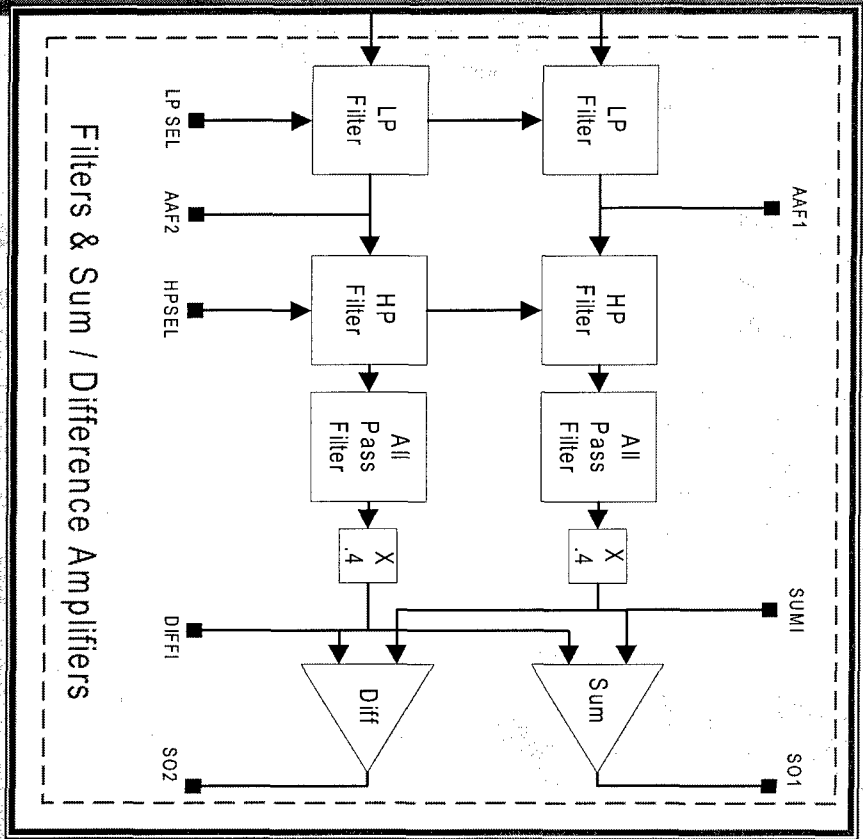 AAF1
SUMI
SO1
LP
Filter
HP
Filter
All
Pass
Filter
X
.4
Sum
LP
Filter
HP
Filter
All
Pass
Filter
X
.4
Diff
LP SEL
AAF2
HPSEL
DIFFI
SO2
Filters & Sum / Difference Amplifiers